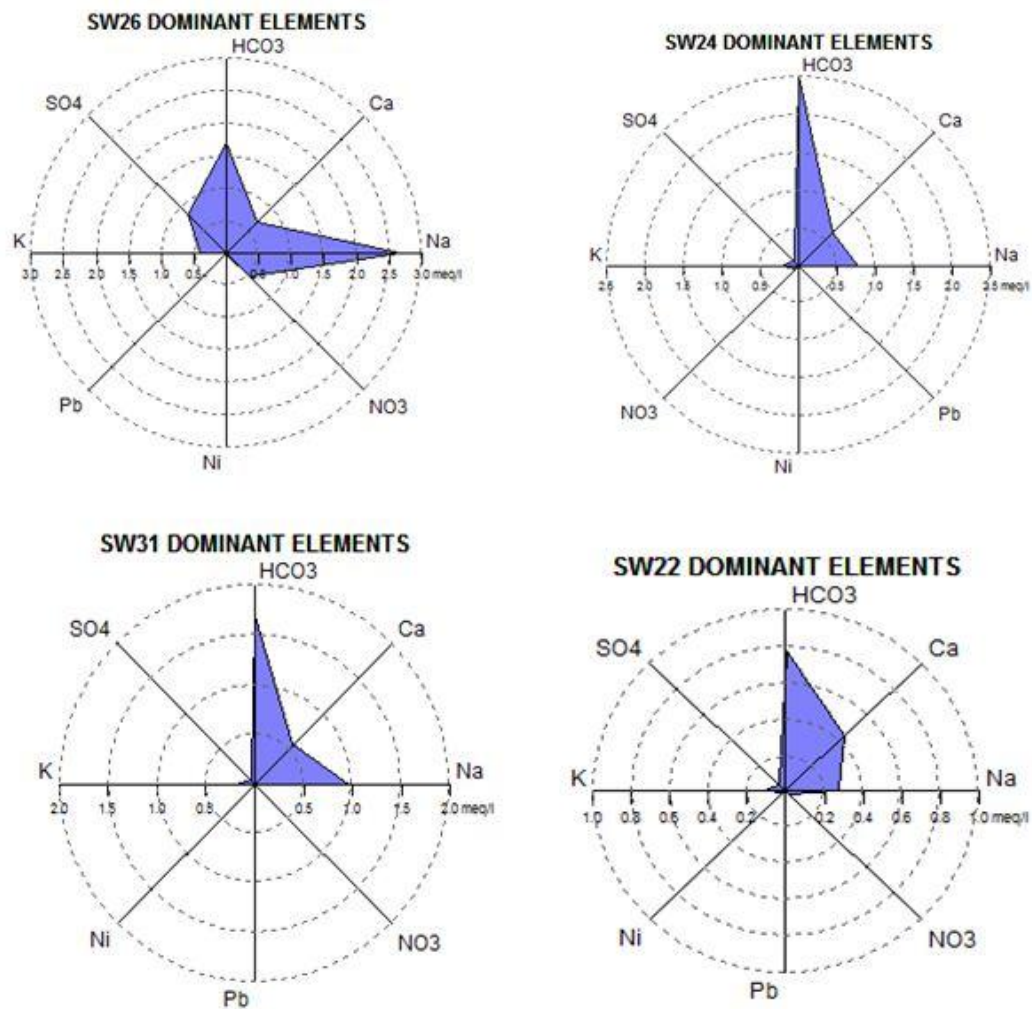 SW26 DOMINANT ELEMENTS
HCO3
SO4
Ca
K
Na
3.0 2.5 2.0 1.5 1.0 0.5 0.5 1.0 1.5 2.0 2.5 3.0 meq/l
Pb
NO3
Ni
SW24 DOMINANT ELEMENTS
HCO3
SO4
Ca
K
Na
2.5 2.0 1.5 1.0 0.5 0.5 1.0 1.5 2.0 2.5 meq/l
NO3
Pb
Ni
SW31 DOMINANT ELEMENTS
HCO3
SO4
Ca
K
Na
2.0 1.5 1.0 0.5 0.5 1.0 1.5 2.0 meq/l
Ni
NO3
Pb
SW22 DOMINANT ELEMENTS
HCO3
SO4
Ca
K
Na
1.0 0.8 0.6 0.4 0.2 0.2 0.4 0.6 0.8 1.0 meq/l
Ni
NO3
Pb